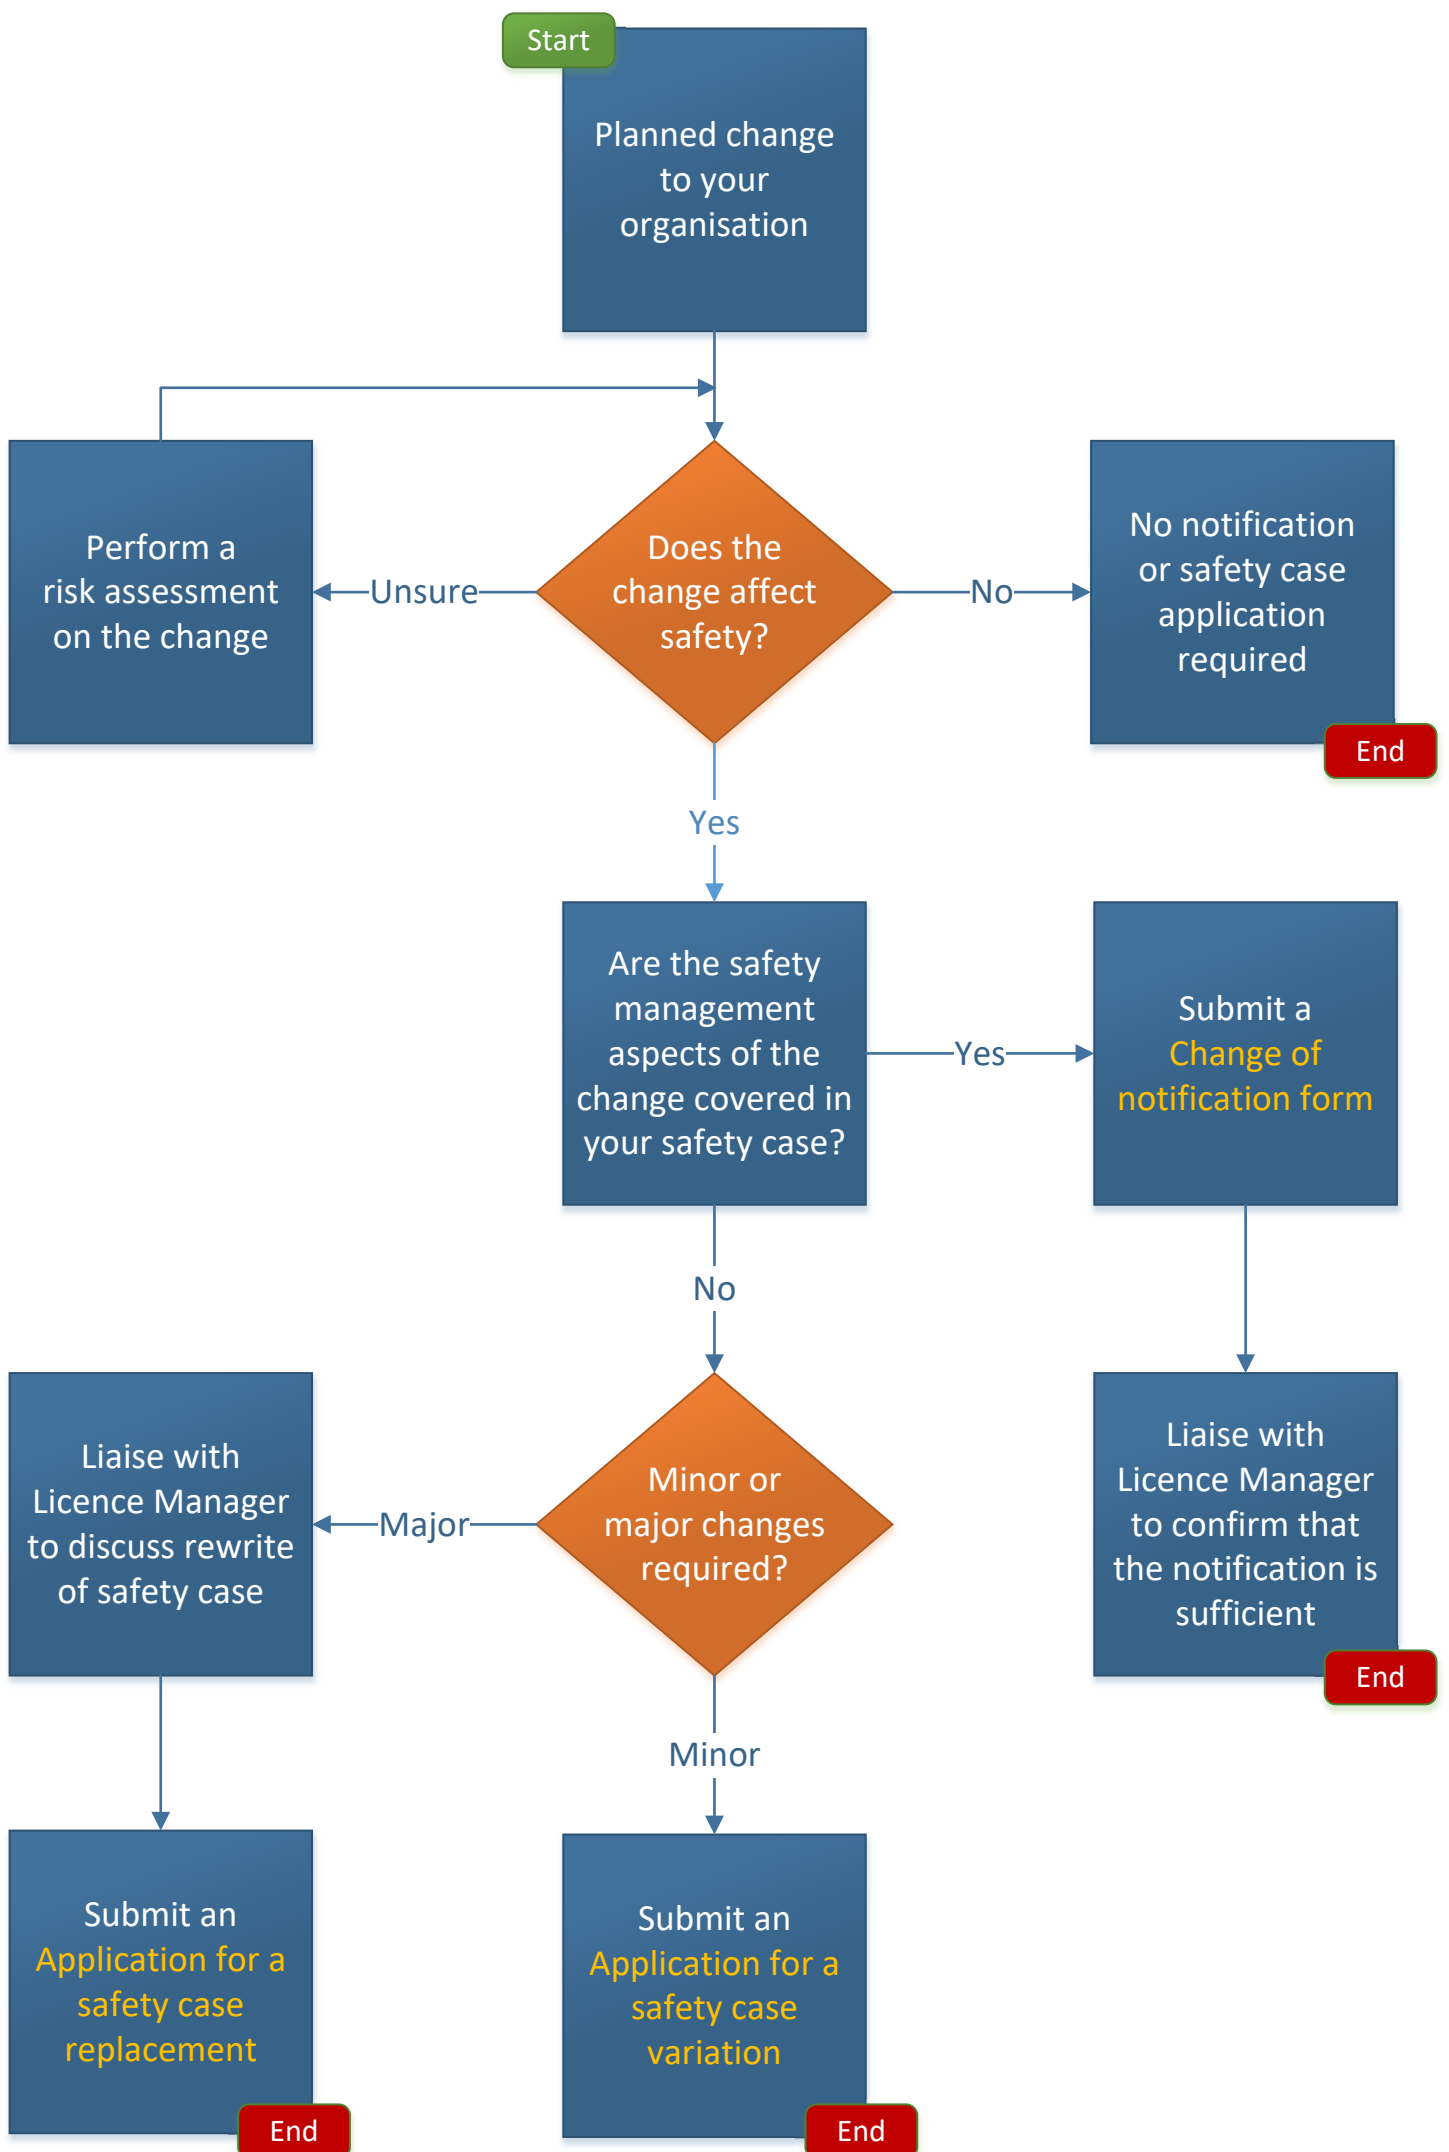 Start
Planned change
to your
organisation
Perform a
risk assessment
on the change
Unsure
Does the
change affect
safety?
No
No notification
or safety case
application
required
End
Yes
Are the safety
management
aspects of the
change covered in
your safety case?
Yes
Submit a
Change of
notification form
No
Liaise with
Licence Manager
to discuss rewrite
of safety case
Major
Minor or
major changes
required?
Liaise with
Licence Manager
to confirm that
the notification is
sufficient
End
Minor
Submit an
Application for a
safety case
replacement
End
Submit an
Application for a
safety case
variation
End